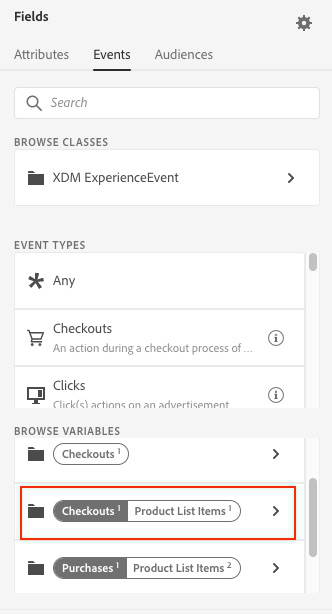 Fields
Attributes Events Audiences
Search
BROWSE CLASSES
XDM ExperienceEvent
EVENT TYPES
Any
Checkouts
An action during a checkout process of ...
Clicks
Click(s) actions on an advertisement
BROWSE VARIABLES
Checkouts 1
Checkouts 1 Product List Items 1
Purchases 1 Product List Items 2